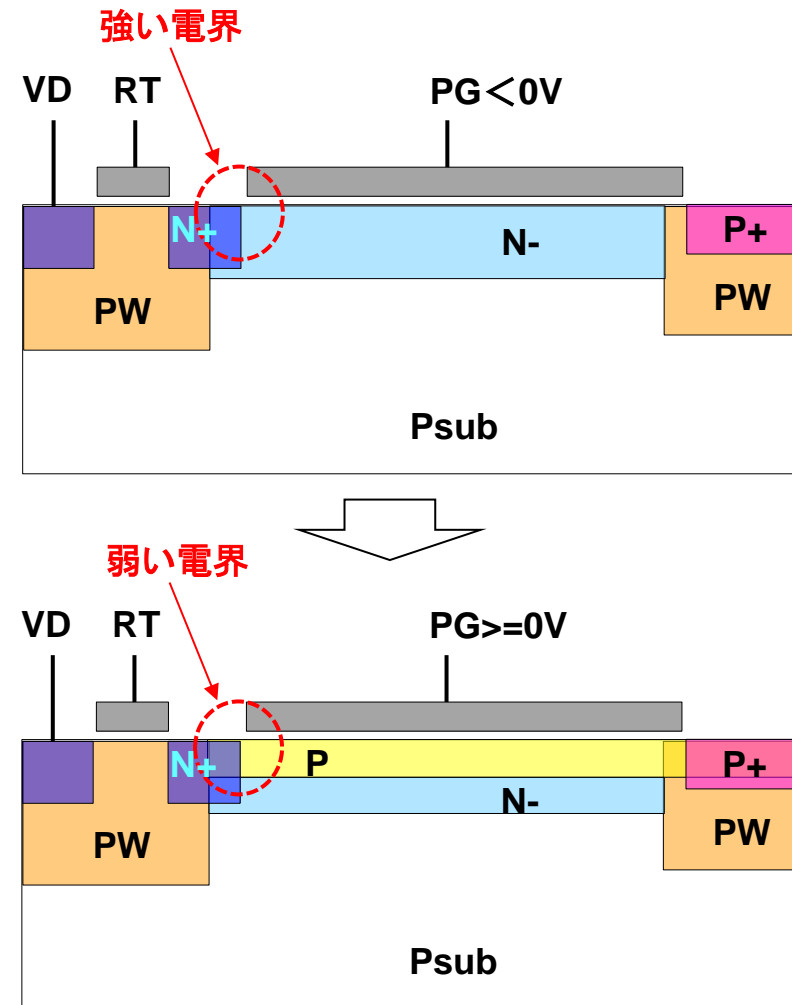 強い電界
VD RT PG＜0V
N+ N- P+
PW PW
Psub
弱い電界
VD RT PG>=0V
N+ P P+
N-
PW PW
Psub